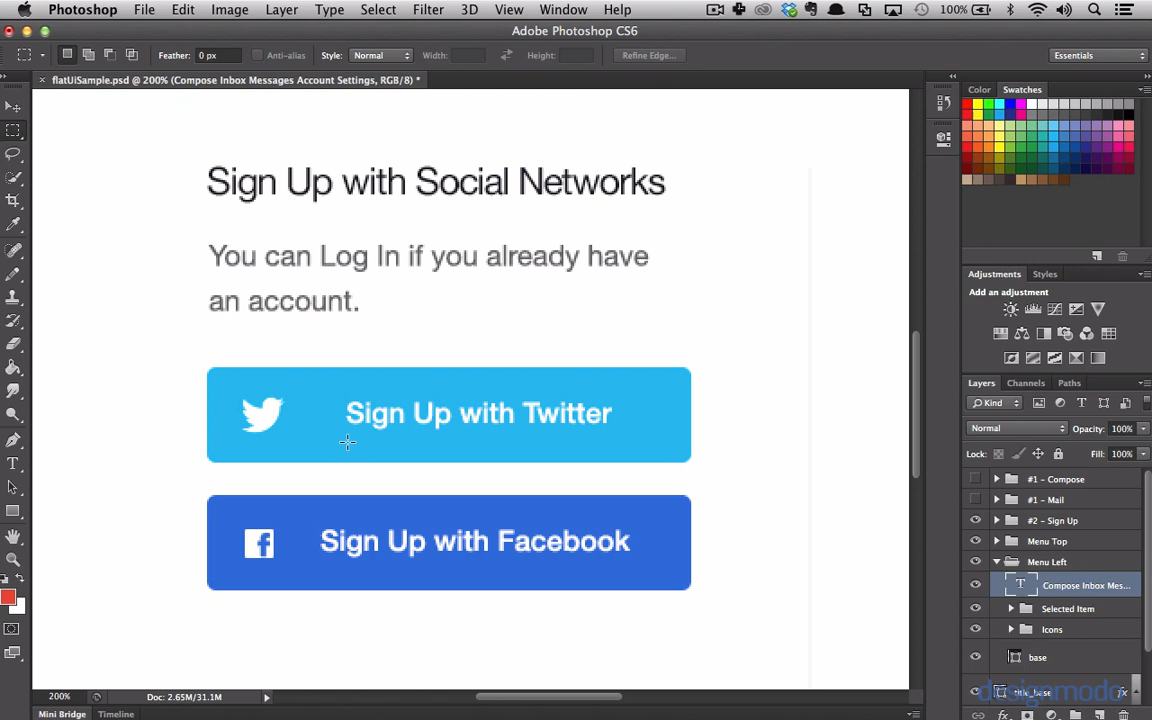 Photoshop File Edit Image Layer Type Select Filter 3D View Window Help 100%
Adobe Photoshop CS6
Feather: 0 px Anti-alias Style: Normal Width: Height: Refine Edge... Essentials
flatUiSample.psd @ 200% (Compose Inbox Messages Account Settings, RGB/8) *
Color Swatches
Sign Up with Social Networks
You can Log In if you already have
an account.
Sign Up with Twitter
Sign Up with Facebook
Adjustments Styles
Add an adjustment
Layers Channels Paths
Kind
Normal Opacity: 100%
Lock: Fill: 100%
#1 - Compose
#1 - Mail
#2 - Sign Up
Menu Top
Menu Left
T Compose Inbox Mes...
Selected Item
Icons
base
title_base fx
designmodo
200% Doc: 2.65M/31.1M
Mini Bridge Timeline